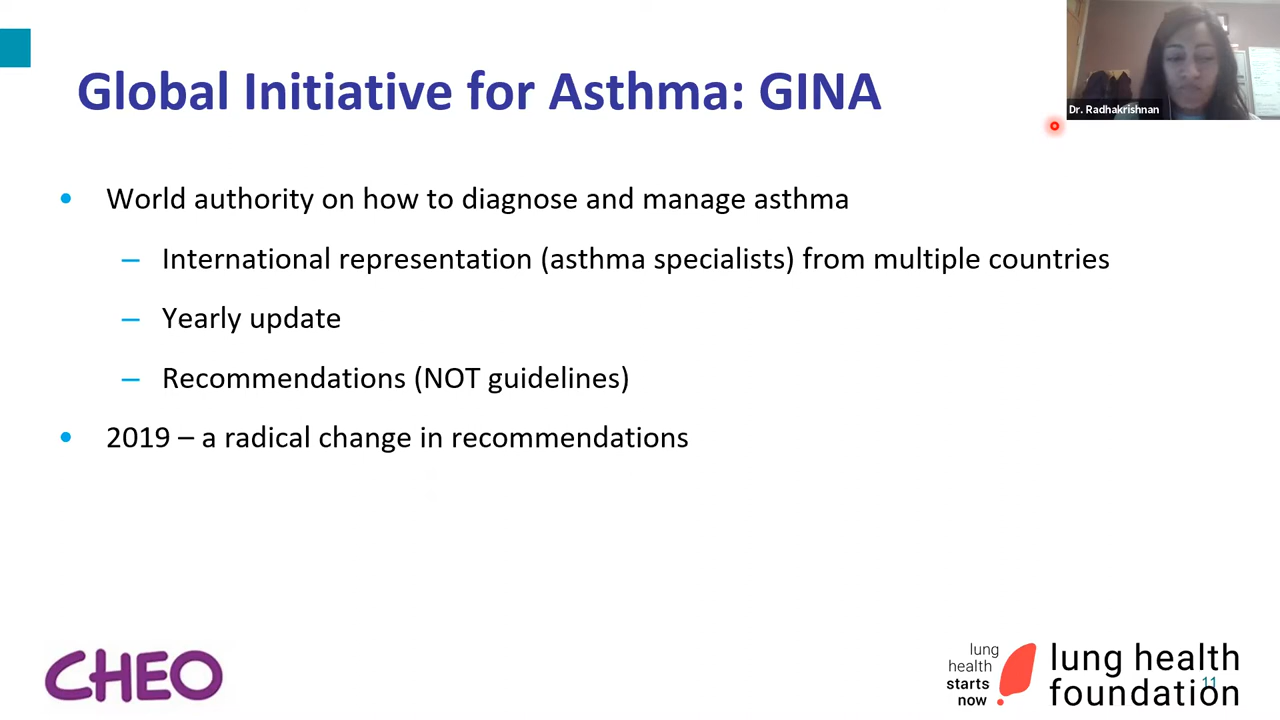 Global Initiative for Asthma: GINA
Dr. Radhakrishnan
• World authority on how to diagnose and manage asthma
– International representation (asthma specialists) from multiple countries
– Yearly update
– Recommendations (NOT guidelines)
• 2019 – a radical change in recommendations
CHEO
lung
health
starts
now
lung health
foundation
11